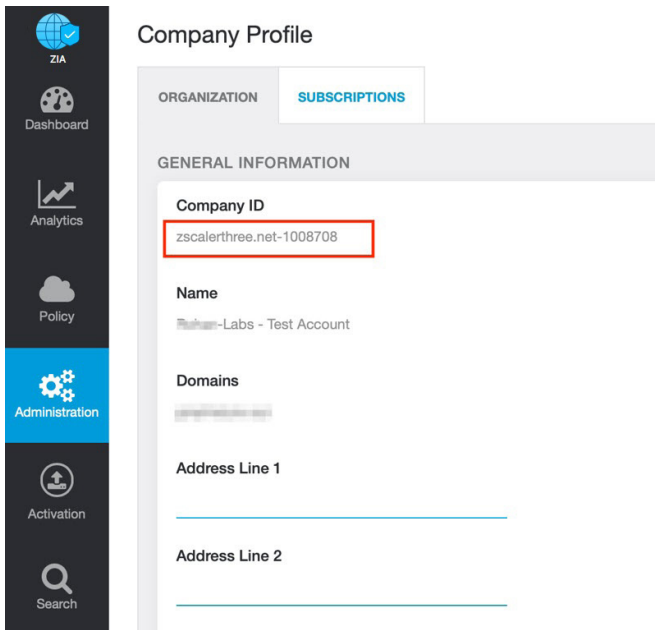 ZIA
Dashboard
Analytics
Policy
Administration
Activation
Search
Company Profile
ORGANIZATION
SUBSCRIPTIONS
GENERAL INFORMATION
Company ID
zscalerthree.net-1008708
Name
-Labs - Test Account
Domains
Address Line 1
Address Line 2